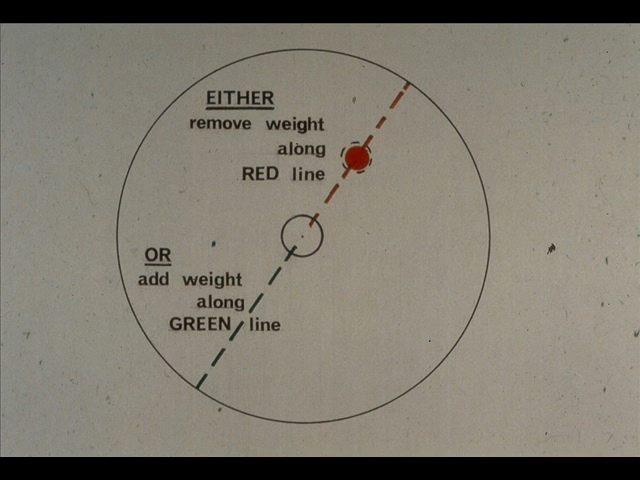 EITHER
remove weight
along
RED line
OR
add weight
along
GREEN line